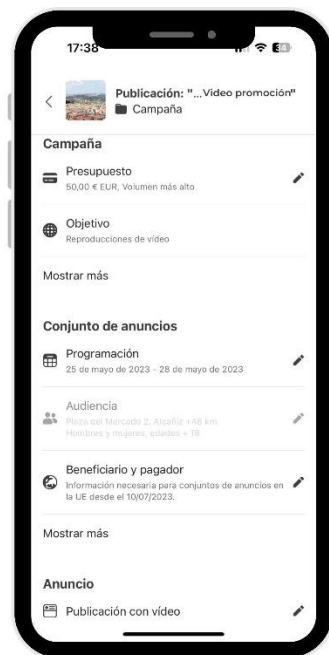 17:38
34
Publicación: "...Video promoción"
Campaña
Campaña
Presupuesto
50,00 € EUR, Volumen más alto
Objetivo
Reproducciones de vídeo
Mostrar más
Conjunto de anuncios
Programación
25 de mayo de 2023 - 28 de mayo de 2023
Audiencia
Plaza del Mercado 2, Alcañiz +48 km
Hombres y mujeres, edades + 18
Beneficiario y pagador
Información necesaria para conjuntos de anuncios en
la UE desde el 10/07/2023.
Mostrar más
Anuncio
Publicación con vídeo